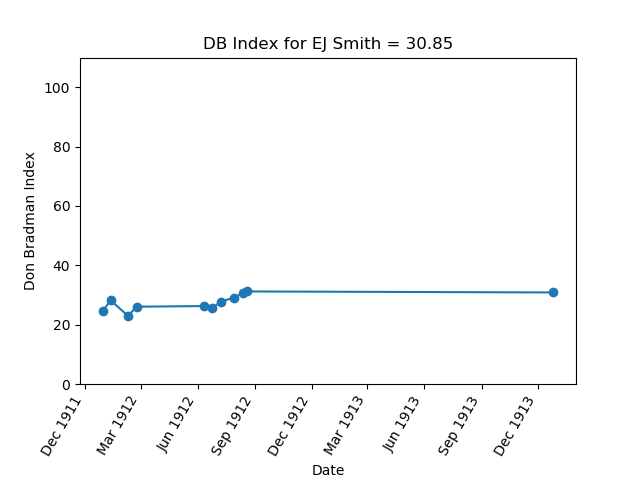 DB Index for EJ Smith = 30.85
100
80
60
40
20
0
Don Bradman Index
Dec 1911
Mar 1912
Jun 1912
Sep 1912
Dec 1912
Mar 1913
Jun 1913
Sep 1913
Dec 1913
Date